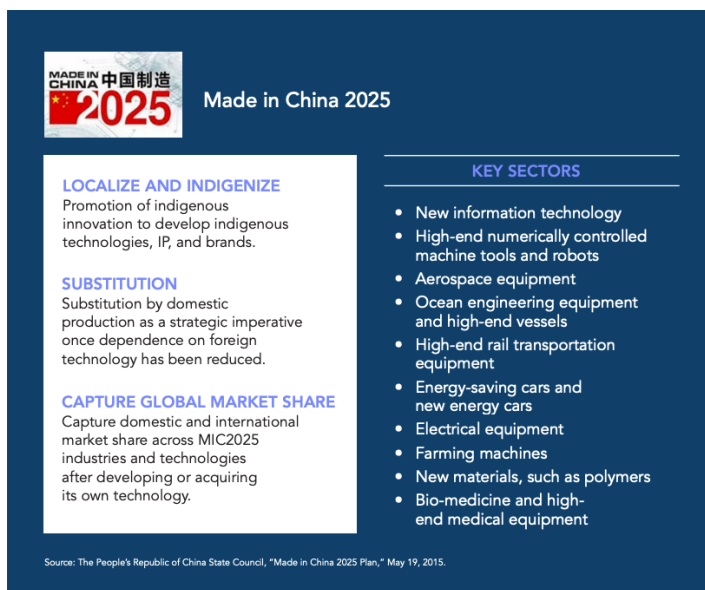 MADE IN
CHINA 中国制造
2025
Made in China 2025
LOCALIZE AND INDIGENIZE
Promotion of indigenous
innovation to develop indigenous
technologies, IP, and brands.
SUBSTITUTION
Substitution by domestic
production as a strategic imperative
once dependence on foreign
technology has been reduced.
CAPTURE GLOBAL MARKET SHARE
Capture domestic and international
market share across MIC2025
industries and technologies
after developing or acquiring
its own technology.
KEY SECTORS
• New information technology
• High-end numerically controlled
machine tools and robots
• Aerospace equipment
• Ocean engineering equipment
and high-end vessels
• High-end rail transportation
equipment
• Energy-saving cars and
new energy cars
• Electrical equipment
• Farming machines
• New materials, such as polymers
• Bio-medicine and high-
end medical equipment
Source: The People's Republic of China State Council, "Made in China 2025 Plan," May 19, 2015.